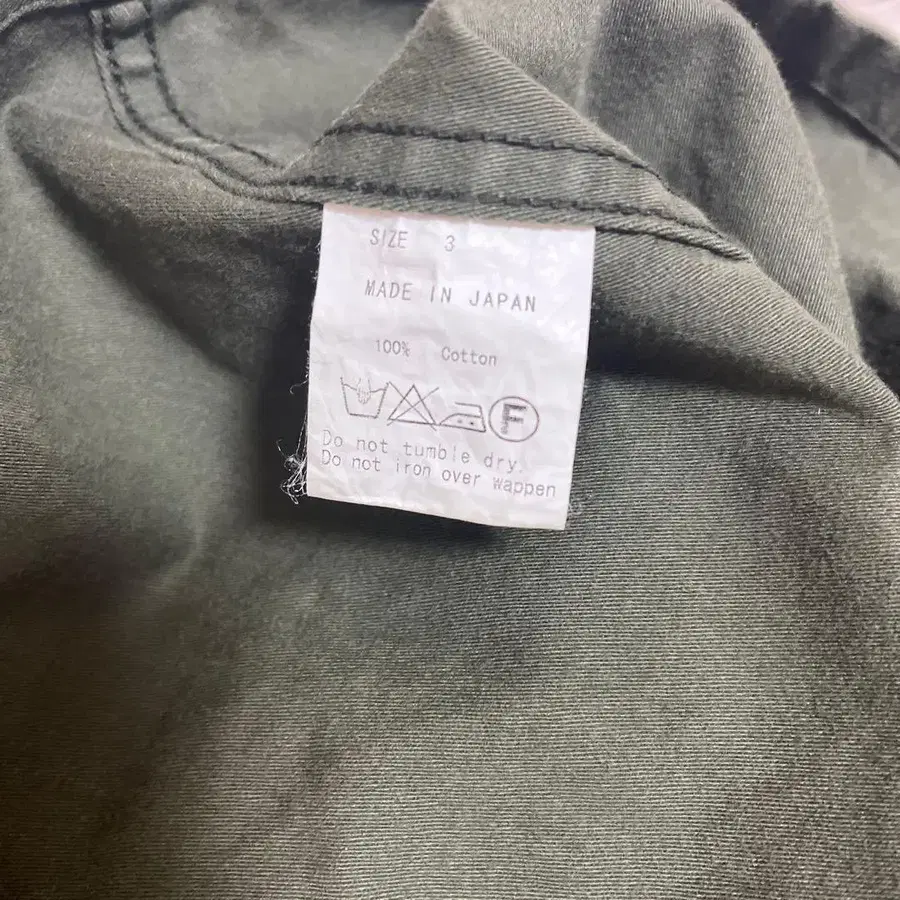 SIZE 3
MADE IN JAPAN
100% Cotton
F
Do not tumble dry.
Do not iron over wappen